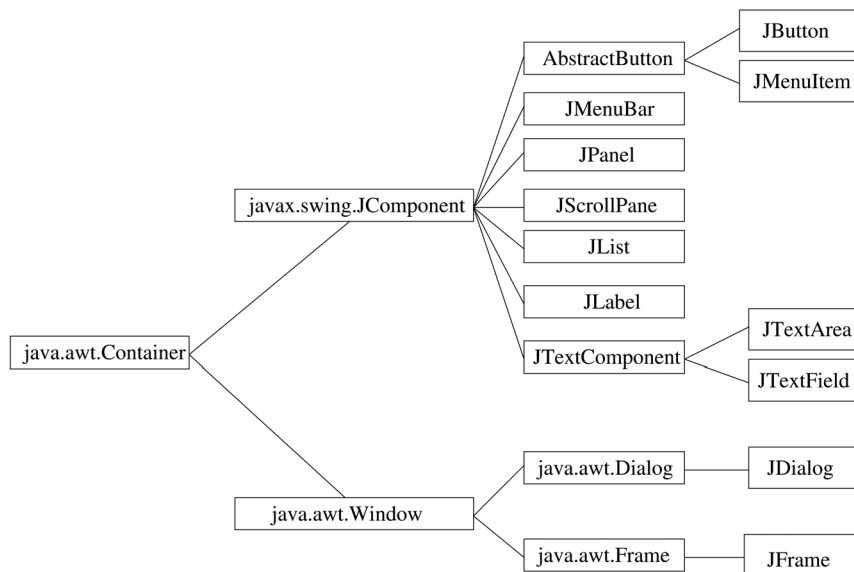 JButton
AbstractButton
JMenuItem
JMenuBar
JPanel
javax.swing.JComponent
JScrollPane
JList
JLabel
JTextArea
java.awt.Container
JTextComponent
JTextField
java.awt.Dialog
JDialog
java.awt.Window
java.awt.Frame
JFrame